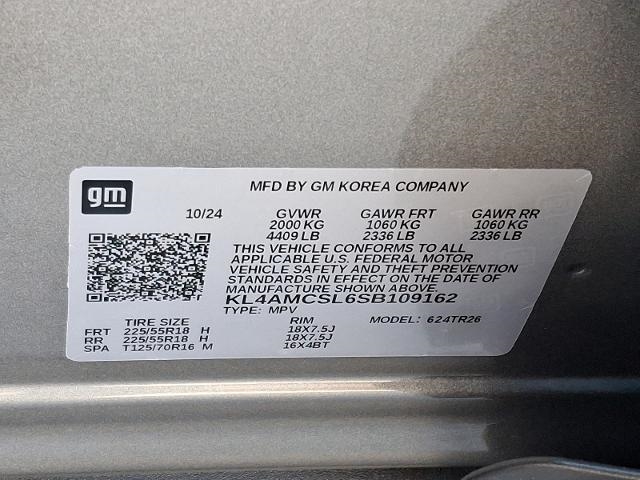 gm
MFD BY GM KOREA COMPANY
10/24 GVWR GAWR FRT GAWR RR
2000 KG 1060 KG 1060 KG
4409 LB 2336 LB 2336 LB
THIS VEHICLE CONFORMS TO ALL
APPLICABLE U.S. FEDERAL MOTOR
VEHICLE SAFETY AND THEFT PREVENTION
STANDARDS IN EFFECT ON THE DATE OF
MANUFACTURE SHOWN ABOVE.
KL4AMCSL6SB109162
TYPE: MPV
TIRE SIZE RIM MODEL: 624TR26
FRT 225/55R18 H 18X7.5J
RR 225/55R18 H 18X7.5J
SPA T125/70R16 M 16X4BT